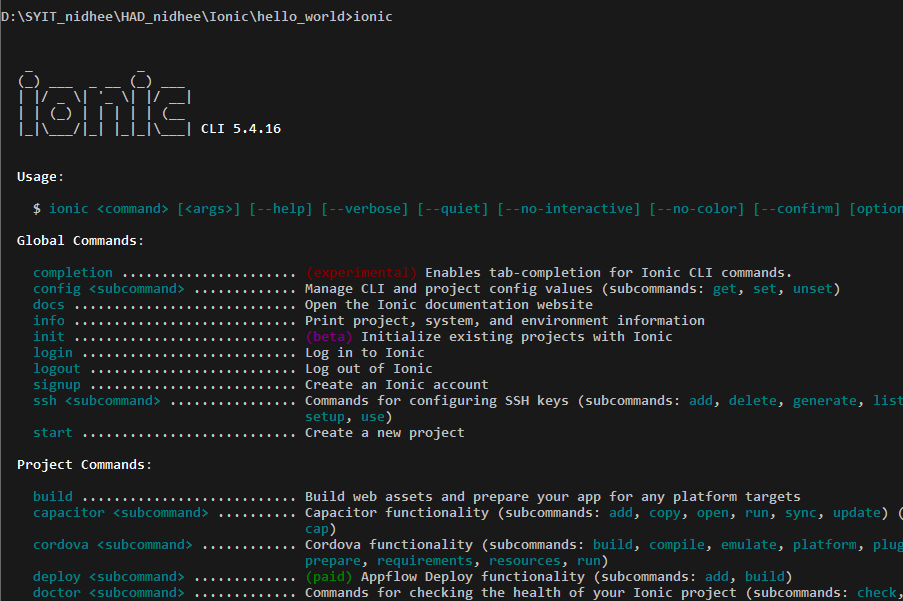 D:\SYIT_nidhee\HAD_nidhee\Ionic\hello_world>ionic
ionic CLI 5.4.16
Usage:
$ ionic <command> [<args>] [--help] [--verbose] [--quiet] [--no-interactive] [--no-color] [--confirm] [option
Global Commands:
completion ...................... (experimental) Enables tab-completion for Ionic CLI commands.
config <subcommand> ............. Manage CLI and project config values (subcommands: get, set, unset)
docs ............................ Open the Ionic documentation website
info ............................ Print project, system, and environment information
init ............................ (beta) Initialize existing projects with Ionic
login ........................... Log in to Ionic
logout .......................... Log out of Ionic
signup .......................... Create an Ionic account
ssh <subcommand> ................ Commands for configuring SSH keys (subcommands: add, delete, generate, list
setup, use)
start ........................... Create a new project
Project Commands:
build ........................... Build web assets and prepare your app for any platform targets
capacitor <subcommand> .......... Capacitor functionality (subcommands: add, copy, open, run, sync, update) (
cap)
cordova <subcommand> ............ Cordova functionality (subcommands: build, compile, emulate, platform, plug
prepare, requirements, resources, run)
deploy <subcommand> ............. (paid) Appflow Deploy functionality (subcommands: add, build)
doctor <subcommand> ............. Commands for checking the health of your Ionic project (subcommands: check,